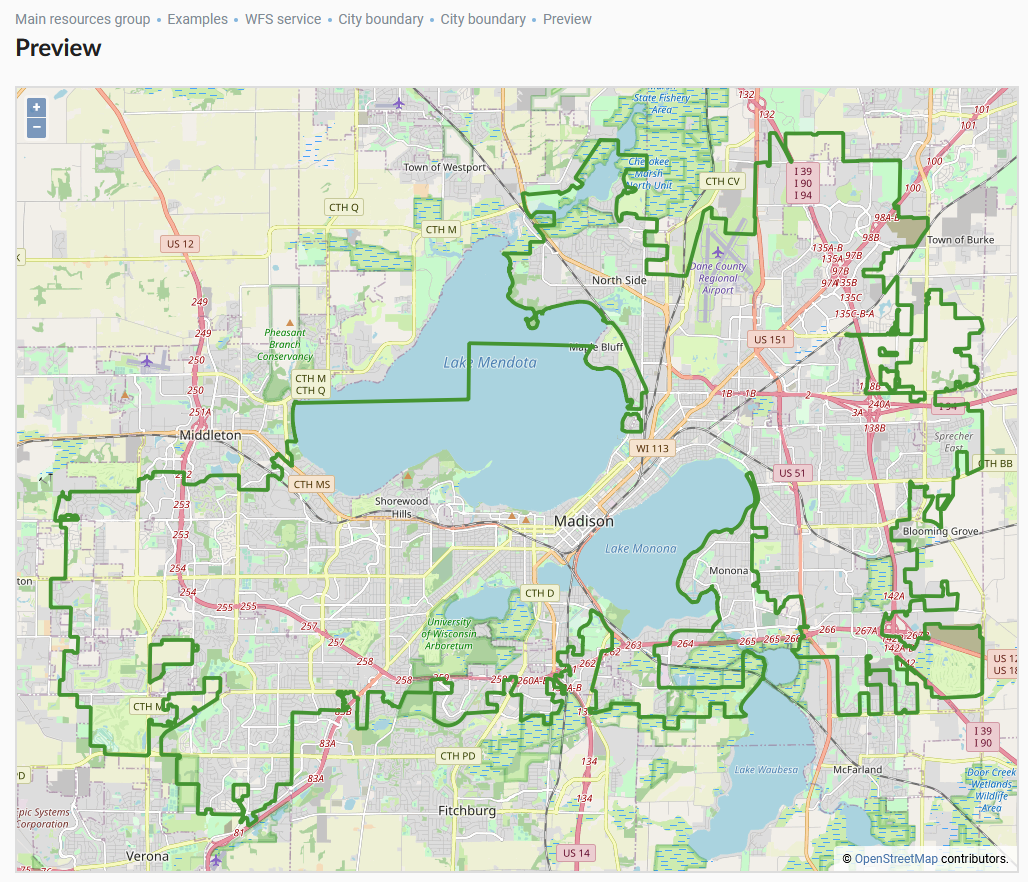 Main resources group • Examples • WFS service • City boundary • City boundary • Preview
Preview
+
−
State Fishery
Area
132
132
101
101
Town of Westport
Cherokee
Marsh
North Unit
CTH CV
I 39
I 90
I 94
100
100
CTH Q
CTH M
US 12
98A-B
98B
Town of Burke
135A-B
97B
135A
97B
135B
135C
135C-B-A
Dane County
Regional
Airport
North Side
249
249
250
250
251A
Pheasant
Branch
Conservancy
US 151
Maple Bluff
Lake Mendota
CTH M
CTH Q
1B
1B
2
3A
240A
138B
I 94
Middleton
WI 113
Sprecher
East
CTH BB
252
CTH MS
US 51
253
253
Shorewood
Hills
Madison
Lake Monona
Blooming Grove
254
254
255
255
Monona
CTH D
142A
257
257
258
258
259
University
of Wisconsin
Arboretum
260A-B
262
262
263
264
265
265
266
266
267A
US 12
US 18
CTH M
83A
83A
CTH PD
134
134
I 39
I 90
Lake Waubesa
McFarland
Door Creek
Wetlands
Wildlife
Area
Fitchburg
81
Verona
US 14
© OpenStreetMap contributors.